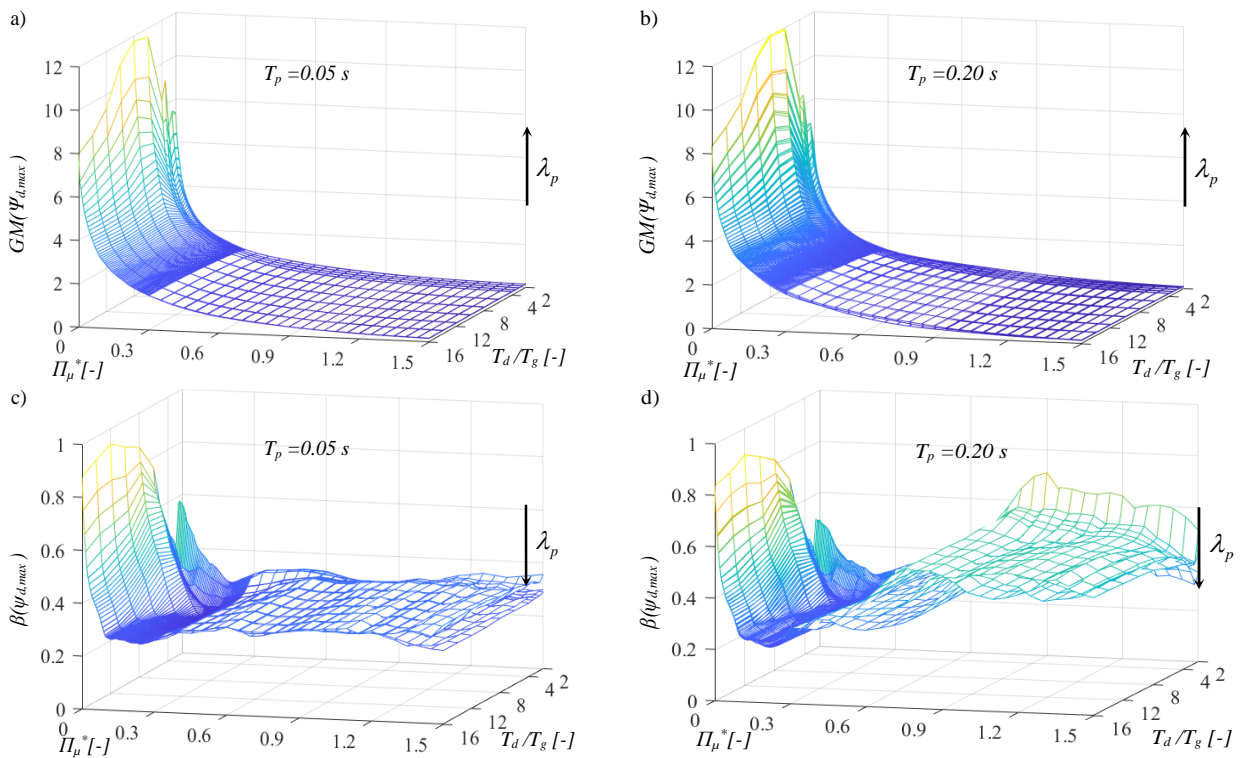 a)
T_p =0.05 s
12
10
8
6
4
2
0
GM(Ψ_d,max)
λ_p
0
0.3
0.6
0.9
1.2
1.5
Π_μ*[-]
16
12
8
4
2
T_d /T_g [-]
b)
T_p =0.20 s
12
10
8
6
4
2
0
GM(Ψ_d,max)
λ_p
0
0.3
0.6
0.9
1.2
1.5
Π_μ*[-]
16
12
8
4
2
T_d /T_g [-]
c)
T_p =0.05 s
1
0.8
0.6
0.4
0.2
0
β(ψ_d,max)
λ_p
0
0.3
0.6
0.9
1.2
1.5
Π_μ*[-]
16
12
8
4
2
T_d /T_g [-]
d)
T_p =0.20 s
1
0.8
0.6
0.4
0.2
0
β(ψ_d,max)
λ_p
0
0.3
0.6
0.9
1.2
1.5
Π_μ*[-]
16
12
8
4
2
T_d /T_g [-]